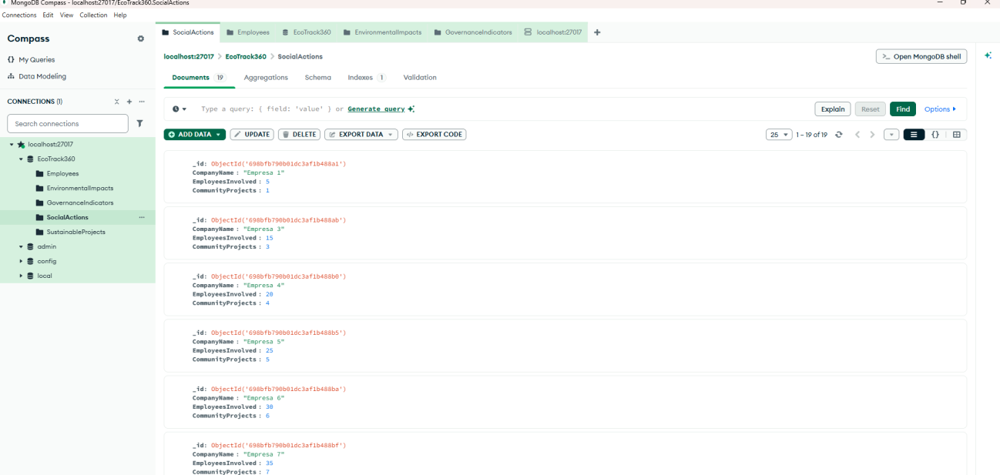 MongoDB Compass - localhost:27017/EcoTrack360.SocialActions
Connections Edit View Collection Help
Compass
My Queries
Data Modeling
CONNECTIONS (1)
Search connections
localhost:27017
EcoTrack360
Employees
EnvironmentalImpacts
GovernanceIndicators
SocialActions
SustainableProjects
admin
config
local
SocialActions Employees EcoTrack360 EnvironmentalImpacts GovernanceIndicators localhost:27017
localhost:27017 > EcoTrack360 > SocialActions
>_ Open MongoDB shell
Documents 19 Aggregations Schema Indexes 1 Validation
Type a query: { field: 'value' } or Generate query
Explain Reset Find Options
ADD DATA UPDATE DELETE EXPORT DATA EXPORT CODE
25 1 – 19 of 19
_id: ObjectId('698bfb790b01dc3af1b488a1')
CompanyName : "Empresa 1"
EmployeesInvolved : 5
CommunityProjects : 1
_id: ObjectId('698bfb790b01dc3af1b488ab')
CompanyName : "Empresa 3"
EmployeesInvolved : 15
CommunityProjects : 3
_id: ObjectId('698bfb790b01dc3af1b488b0')
CompanyName : "Empresa 4"
EmployeesInvolved : 20
CommunityProjects : 4
_id: ObjectId('698bfb790b01dc3af1b488b5')
CompanyName : "Empresa 5"
EmployeesInvolved : 25
CommunityProjects : 5
_id: ObjectId('698bfb790b01dc3af1b488ba')
CompanyName : "Empresa 6"
EmployeesInvolved : 30
CommunityProjects : 6
_id: ObjectId('698bfb790b01dc3af1b488bf')
CompanyName : "Empresa 7"
EmployeesInvolved : 35
CommunityProjects : 7